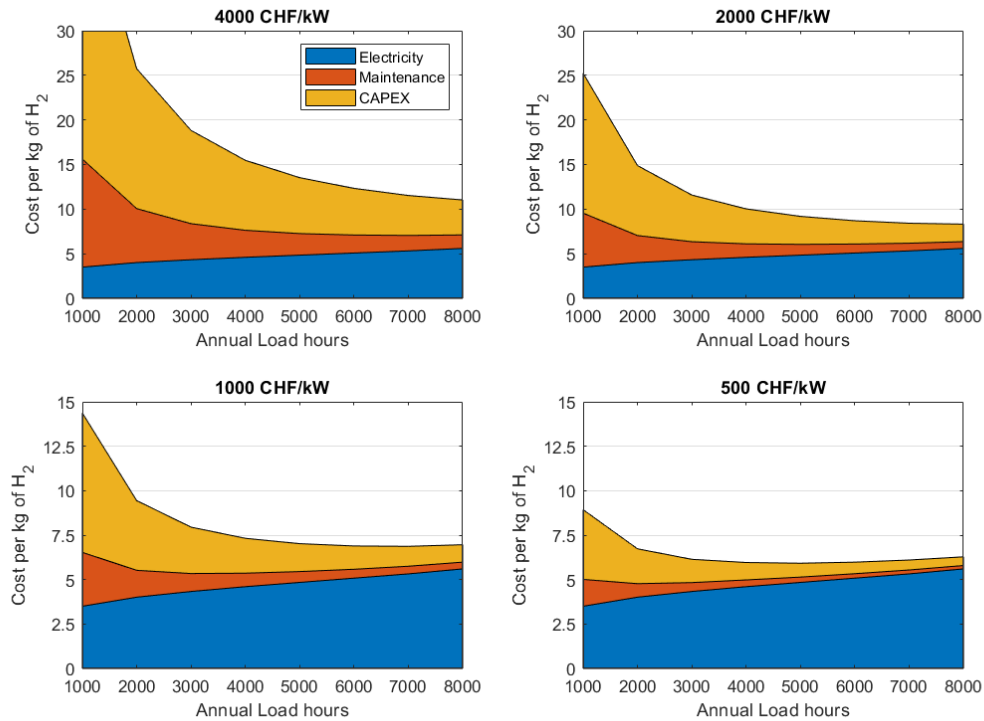 4000 CHF/kW
30
25
20
15
10
5
0
Cost per kg of H2
Electricity
Maintenance
CAPEX
1000 2000 3000 4000 5000 6000 7000 8000
Annual Load hours
2000 CHF/kW
30
25
20
15
10
5
0
Cost per kg of H2
1000 2000 3000 4000 5000 6000 7000 8000
Annual Load hours
1000 CHF/kW
15
12.5
10
7.5
5
2.5
0
Cost per kg of H2
1000 2000 3000 4000 5000 6000 7000 8000
Annual Load hours
500 CHF/kW
15
12.5
10
7.5
5
2.5
0
Cost per kg of H2
1000 2000 3000 4000 5000 6000 7000 8000
Annual Load hours